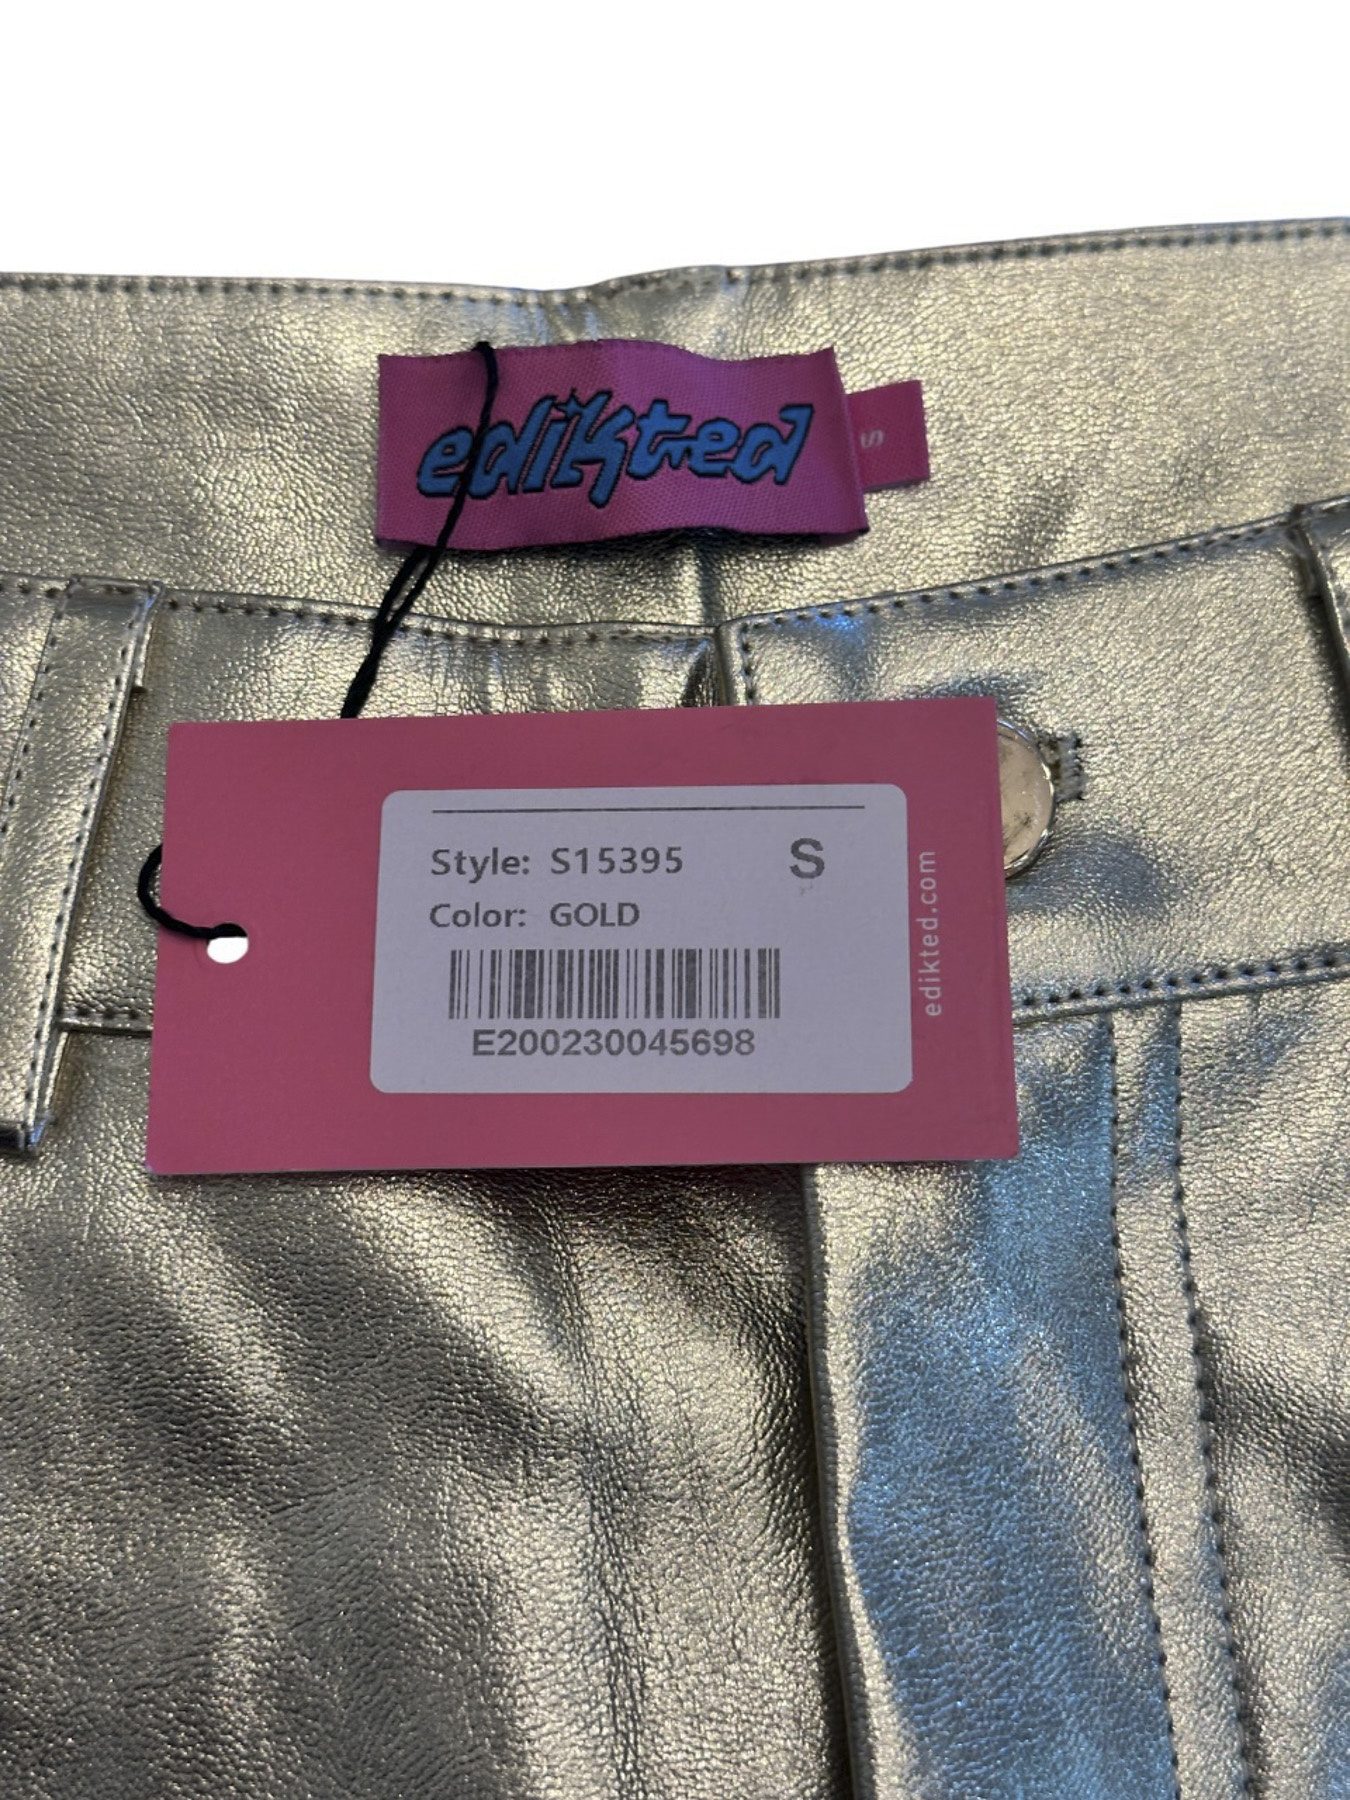 edikted
S
Style: S15395 S
Color: GOLD
E200230045698
edikted.com